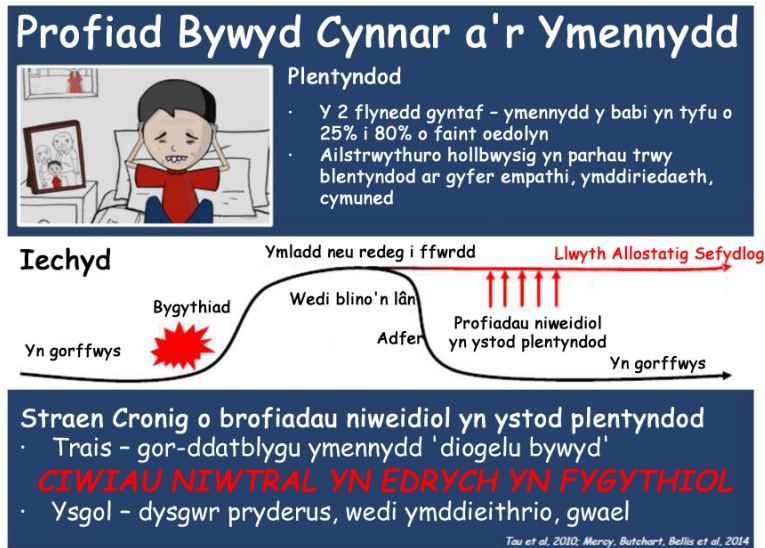 Profiad Bywyd Cynnar a'r Ymennydd
Plentyndod
· Y 2 flynedd gyntaf – ymennydd y babi yn tyfu o
25% i 80% o faint oedolyn
· Ailstrwythuro hollbwysig yn parhau trwy
blentyndod ar gyfer empathi, ymddiriedaeth,
cymuned
Iechyd
Ymladd neu redeg i ffwrdd
Llwyth Allostatig Sefydlog
Bygythiad
Wedi blino'n lân
Profiadau niweidiol
yn ystod plentyndod
Adfer
Yn gorffwys
Yn gorffwys
Straen Cronig o brofiadau niweidiol yn ystod plentyndod
· Trais – gor-ddatblygu ymennydd 'diogelu bywyd'
CIWIAU NIWTRAL YN EDRYCH YN FYGYTHIOL
· Ysgol – dysgwr pryderus, wedi ymddieithrio, gwael
Tau et al, 2010; Mercy, Butchart, Bellis et al, 2014